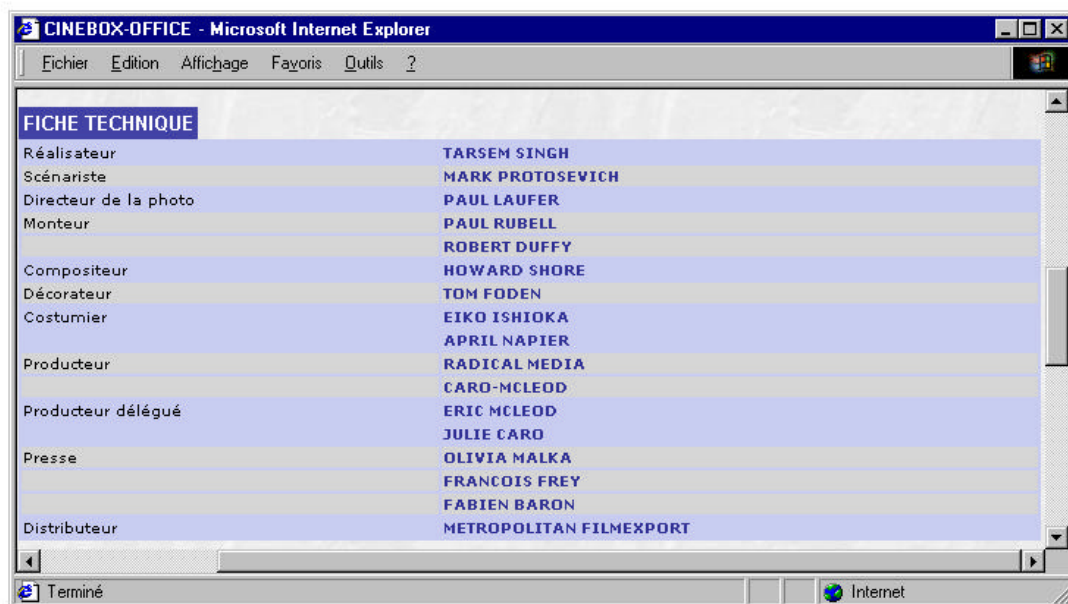 CINEBOX-OFFICE - Microsoft Internet Explorer
Fichier Edition Affichage Favoris Outils ?
FICHE TECHNIQUE
Réalisateur TARSEM SINGH
Scénariste MARK PROTOSEVICH
Directeur de la photo PAUL LAUFER
Monteur PAUL RUBELL
ROBERT DUFFY
Compositeur HOWARD SHORE
Décorateur TOM FODEN
Costumier EIKO ISHIOKA
APRIL NAPIER
Producteur RADICAL MEDIA
CARO-MCLEOD
Producteur délégué ERIC MCLEOD
JULIE CARO
Presse OLIVIA MALKA
FRANCOIS FREY
FABIEN BARON
Distributeur METROPOLITAN FILMEXPORT
Terminé Internet